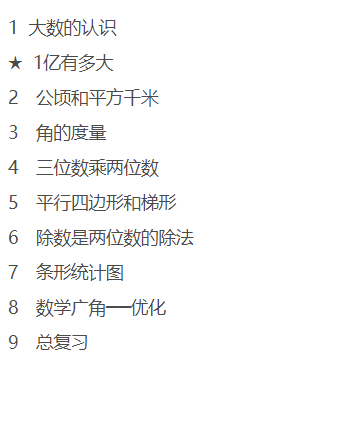 1 大数的认识
★ 1亿有多大
2 公顷和平方千米
3 角的度量
4 三位数乘两位数
5 平行四边形和梯形
6 除数是两位数的除法
7 条形统计图
8 数学广角──优化
9 总复习